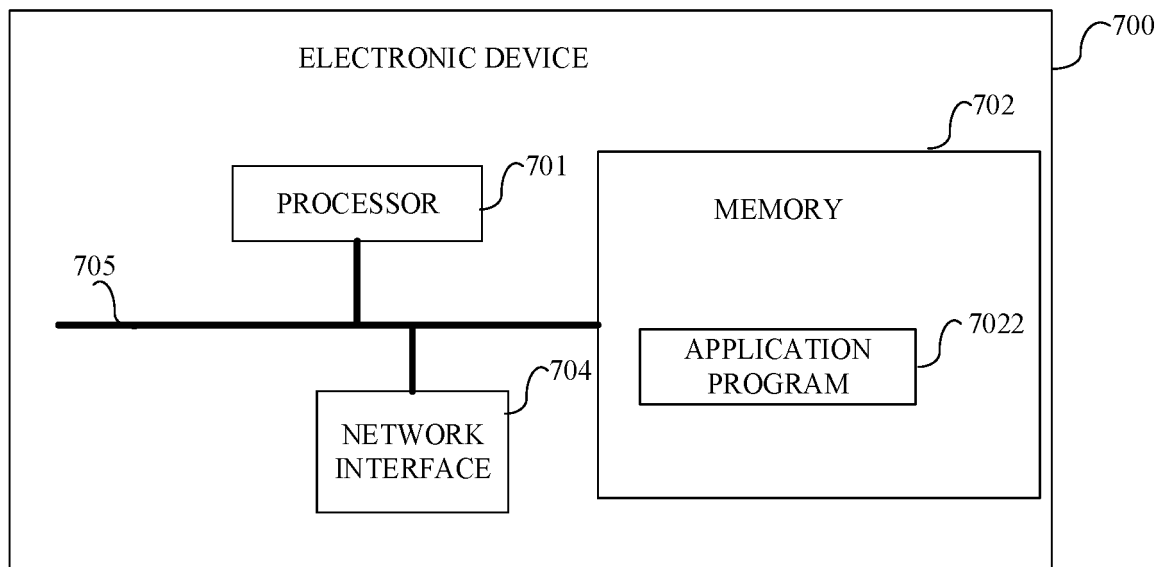 700
ELECTRONIC DEVICE
702
701
PROCESSOR
MEMORY
705
7022
APPLICATION
PROGRAM
704
NETWORK
INTERFACE